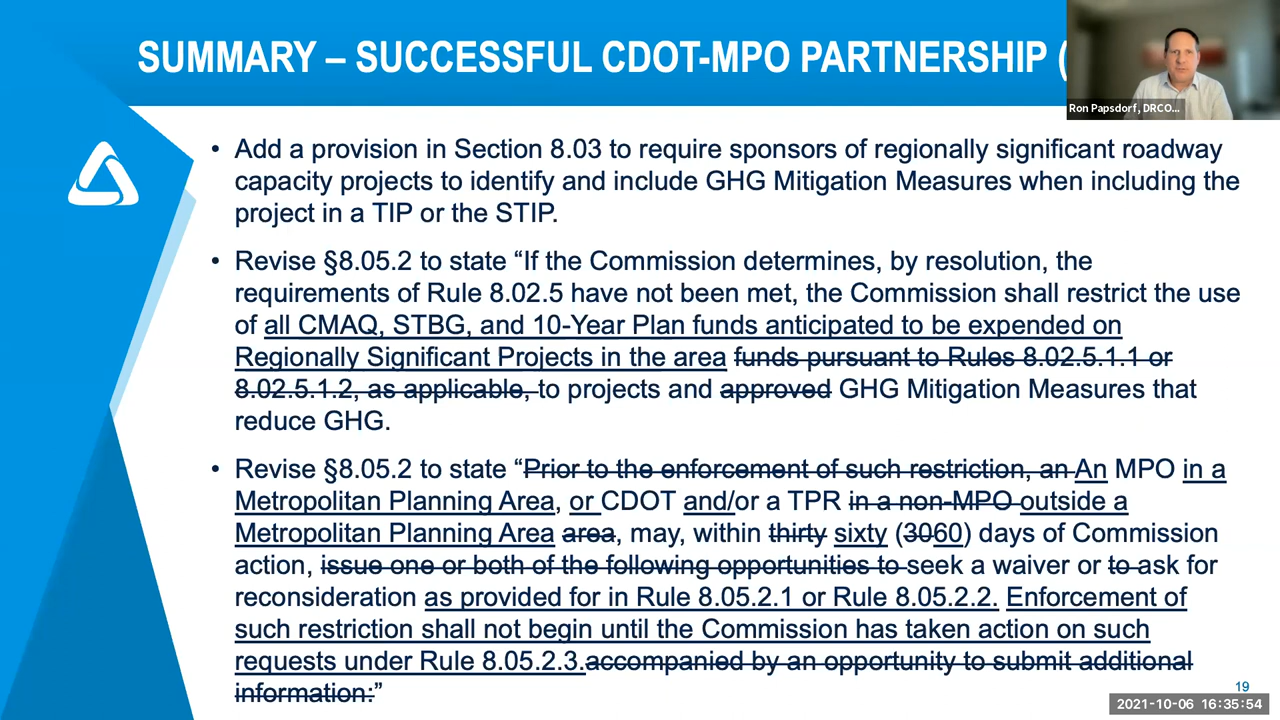 SUMMARY – SUCCESSFUL CDOT-MPO PARTNERSHIP (
Ron Papsdorf, DRCO...
• Add a provision in Section 8.03 to require sponsors of regionally significant roadway
capacity projects to identify and include GHG Mitigation Measures when including the
project in a TIP or the STIP.
• Revise §8.05.2 to state “If the Commission determines, by resolution, the
requirements of Rule 8.02.5 have not been met, the Commission shall restrict the use
of all CMAQ, STBG, and 10-Year Plan funds anticipated to be expended on
Regionally Significant Projects in the area funds pursuant to Rules 8.02.5.1.1 or
8.02.5.1.2, as applicable, to projects and approved GHG Mitigation Measures that
reduce GHG.
• Revise §8.05.2 to state “Prior to the enforcement of such restriction, an An MPO in a
Metropolitan Planning Area, or CDOT and/or a TPR in a non-MPO outside a
Metropolitan Planning Area area, may, within thirty sixty (3060) days of Commission
action, issue one or both of the following opportunities to seek a waiver or to ask for
reconsideration as provided for in Rule 8.05.2.1 or Rule 8.05.2.2. Enforcement of
such restriction shall not begin until the Commission has taken action on such
requests under Rule 8.05.2.3.accompanied by an opportunity to submit additional
information:”
19
2021-10-06 16:35:54